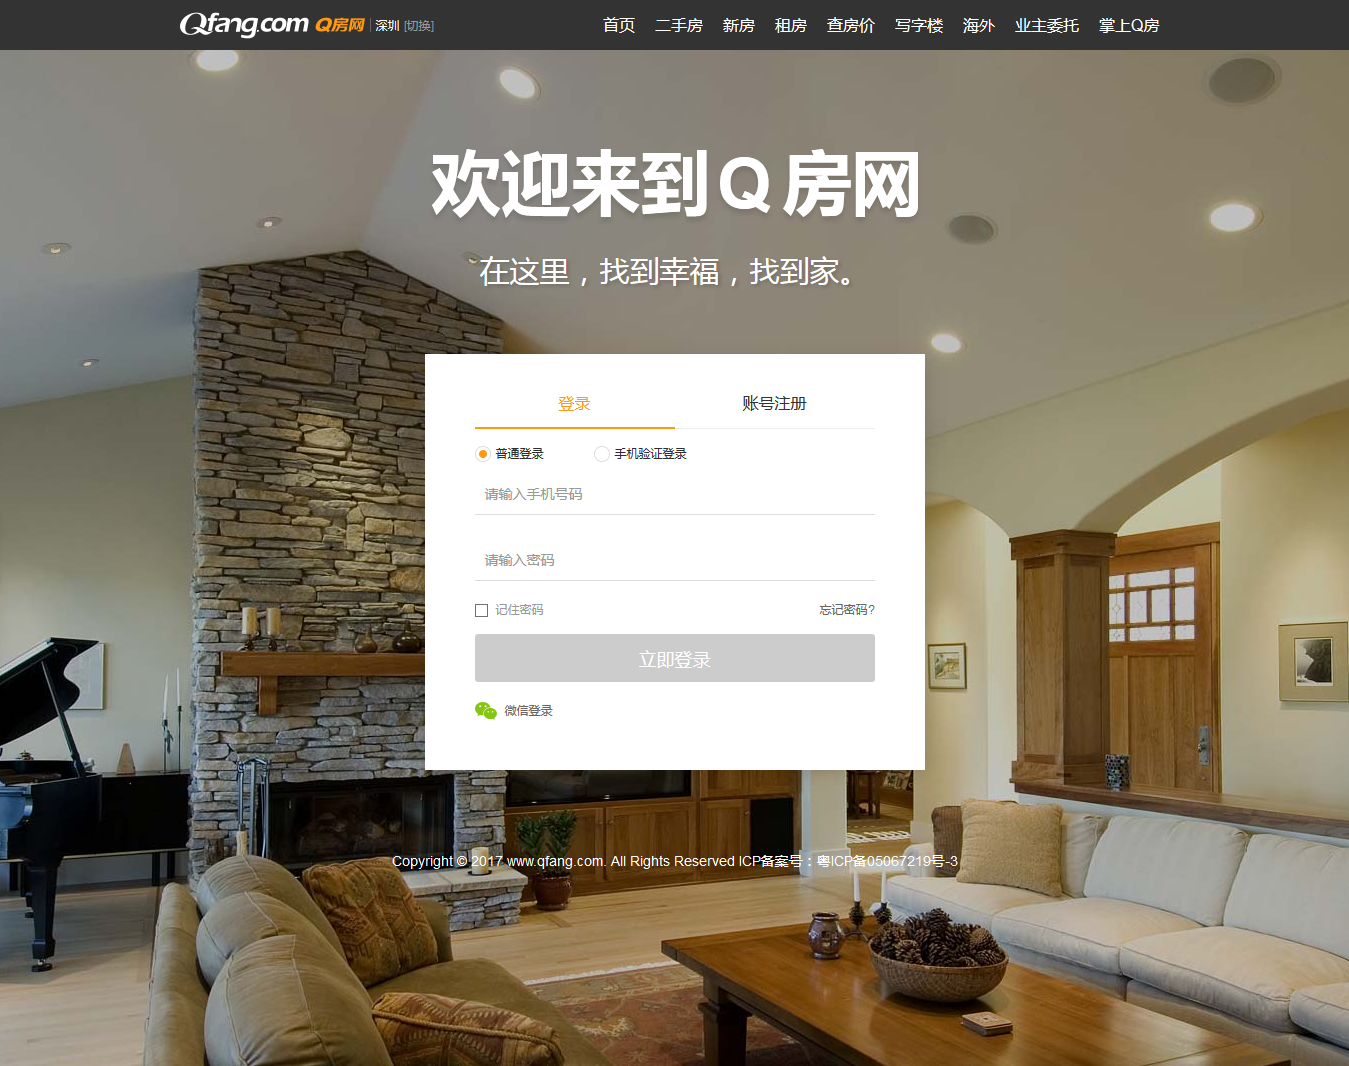 Qfang.com Q房网 深圳 [切换] 首页 二手房 新房 租房 查房价 写字楼 海外 业主委托 掌上Q房
欢迎来到Q房网
在这里，找到幸福，找到家。
登录 账号注册
普通登录 手机验证登录
请输入手机号码
请输入密码
记住密码 忘记密码?
立即登录
微信登录
Copyright © 2017 www.qfang.com. All Rights Reserved ICP备案号：粤ICP备05067219号-3